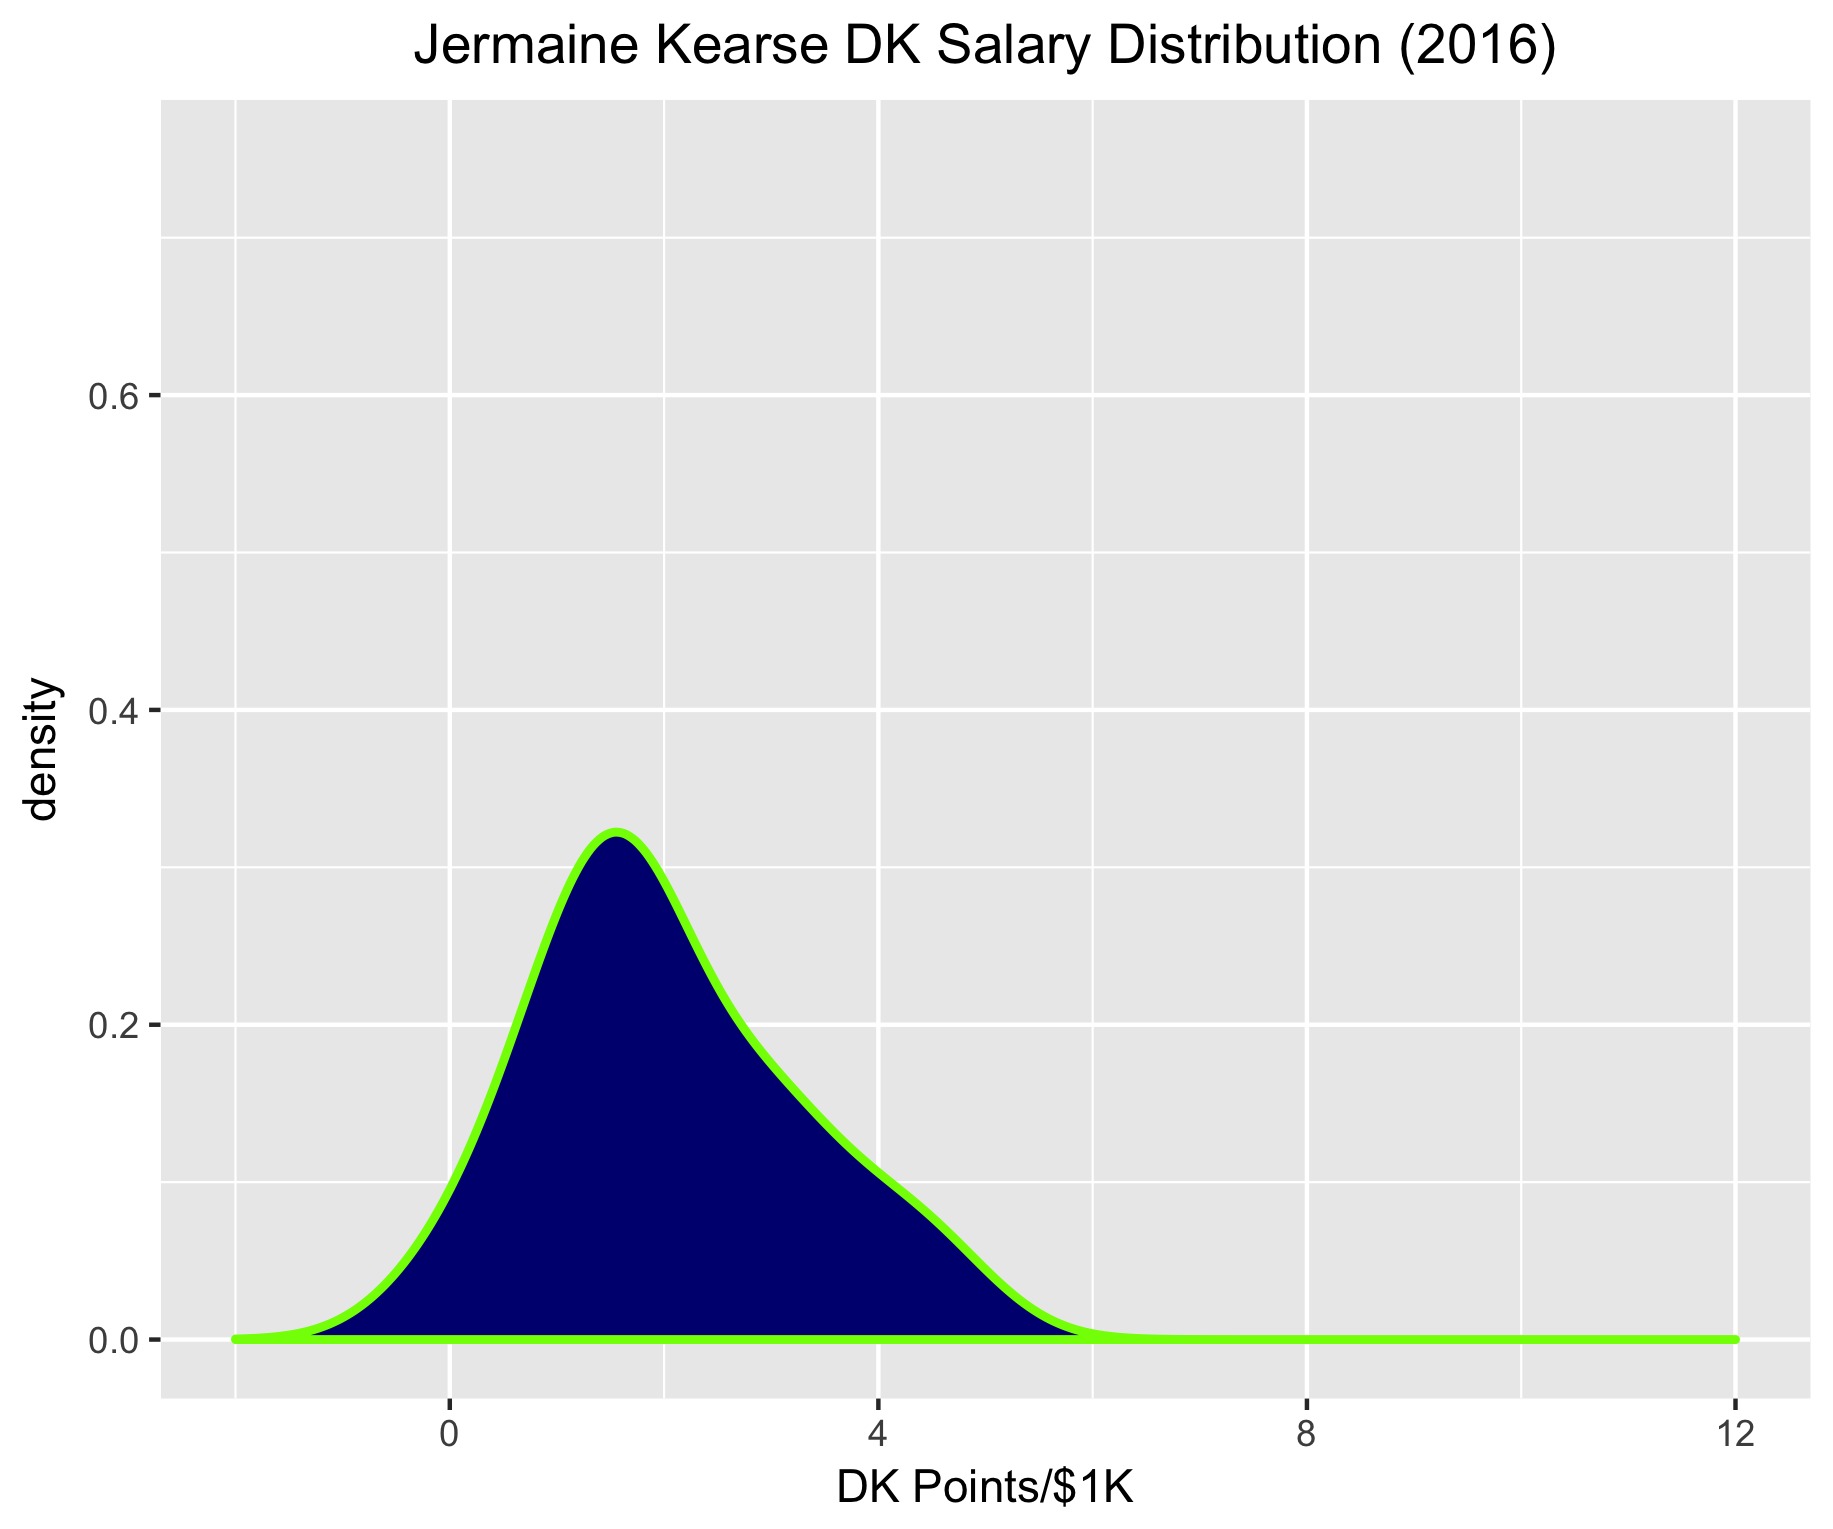 Jermaine Kearse DK Salary Distribution (2016)
density
0.6
0.4
0.2
0.0
0 4 8 12
DK Points/$1K